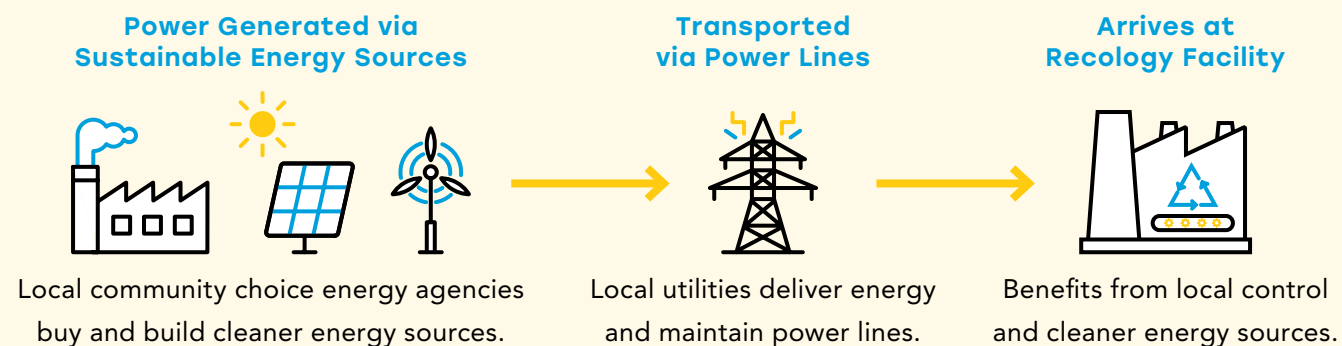 Power Generated via
Sustainable Energy Sources
Local community choice energy agencies
buy and build cleaner energy sources.
Transported
via Power Lines
Local utilities deliver energy
and maintain power lines.
Arrives at
Recology Facility
Benefits from local control
and cleaner energy sources.